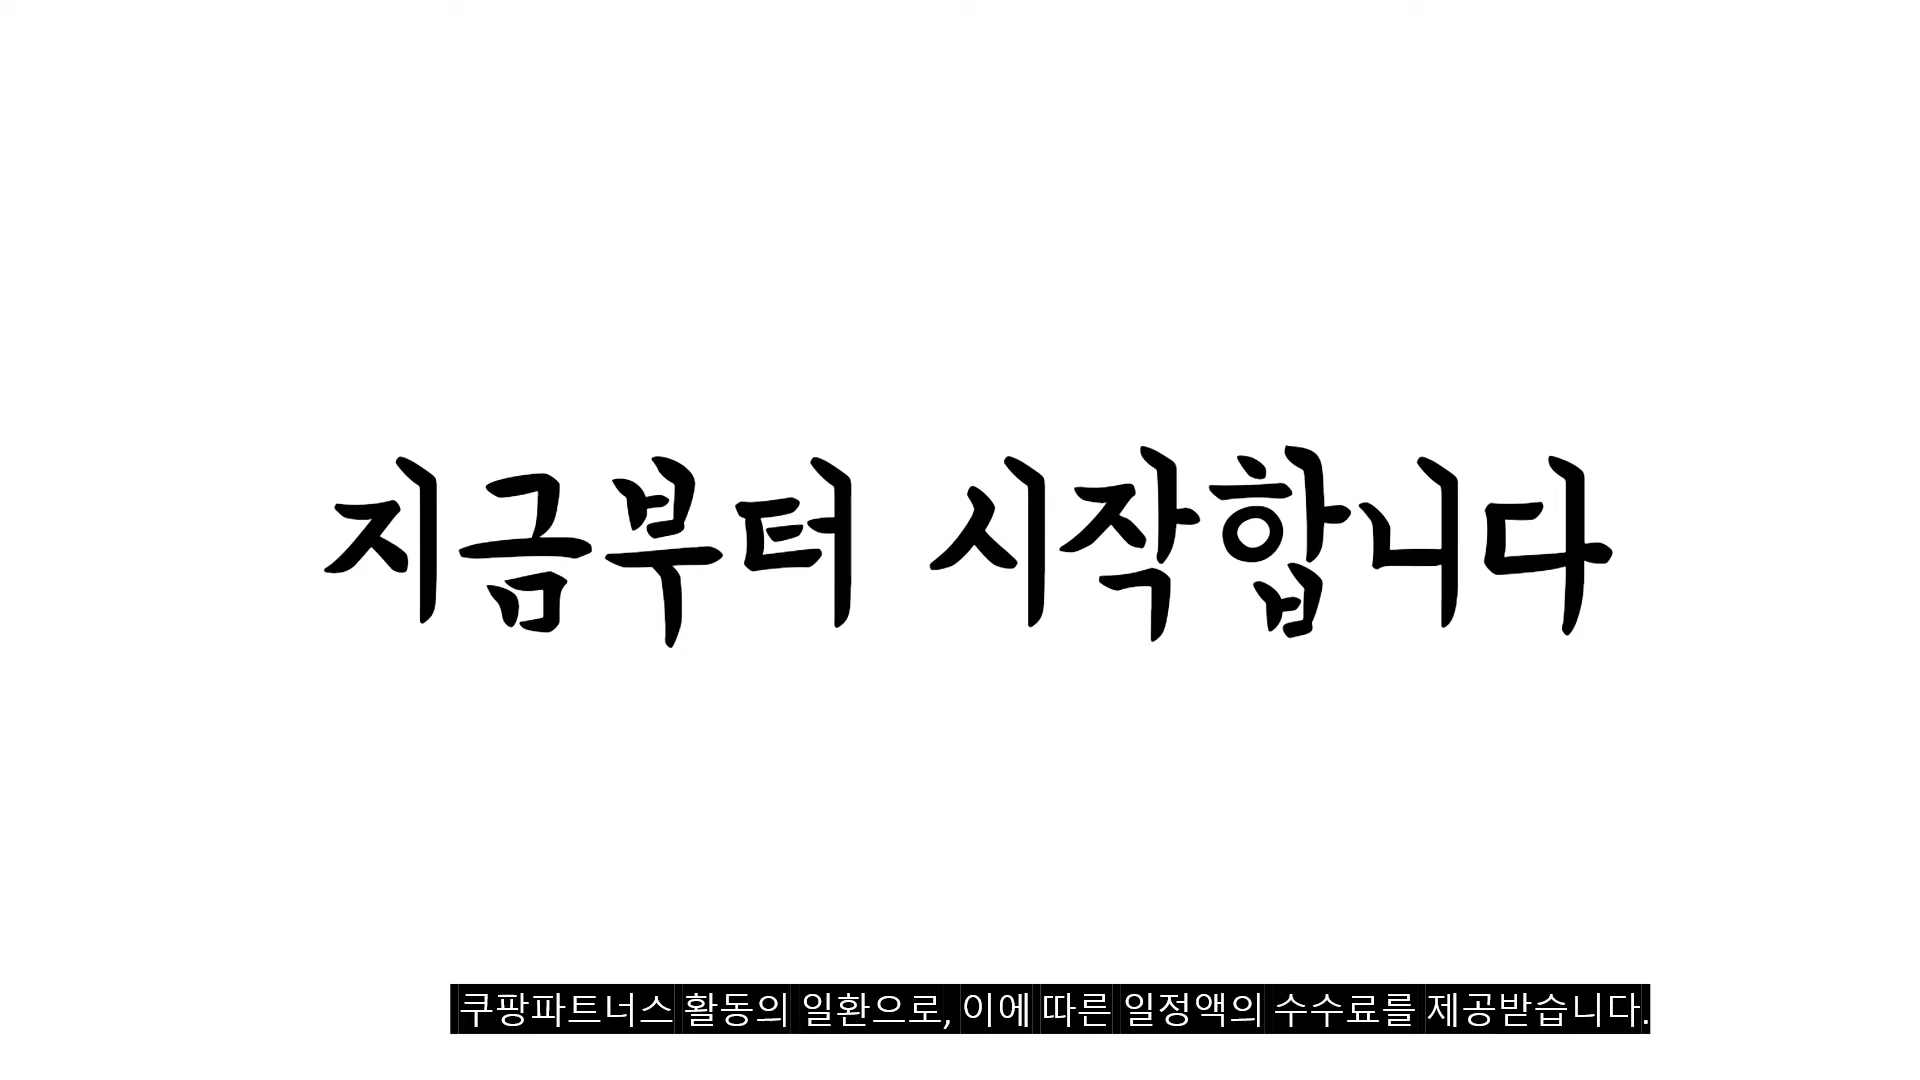 지금부터 시작합니다
쿠팡파트너스 활동의 일환으로, 이에 따른 일정액의 수수료를 제공받습니다.